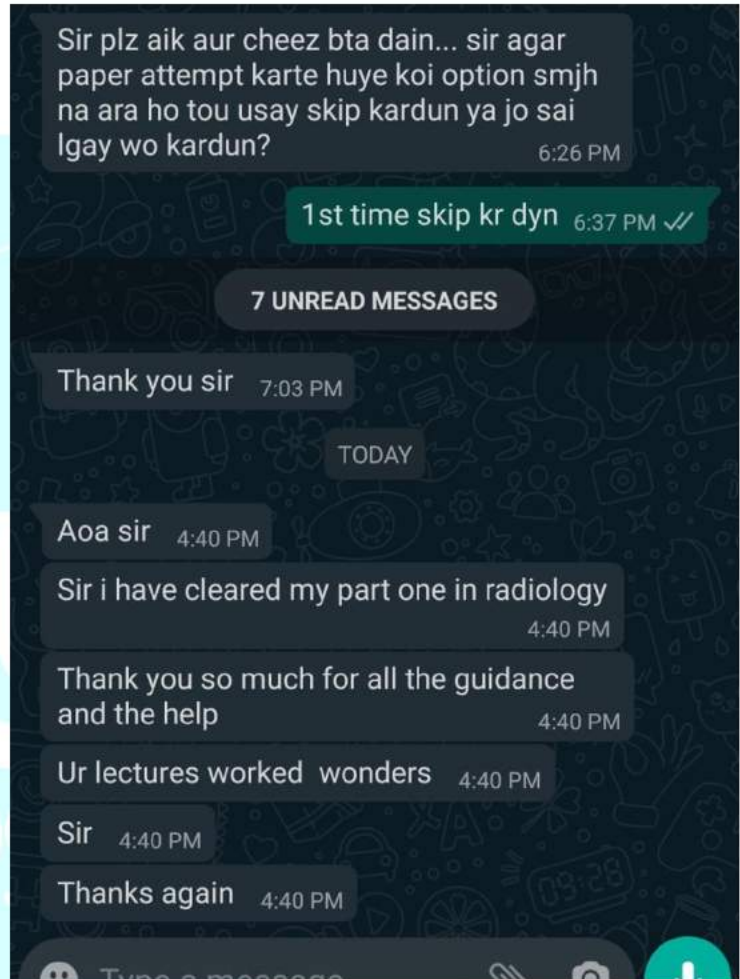 Sir plz aik aur cheez bta dain... sir agar
paper attempt karte huye koi option smjh
na ara ho tou usay skip kardun ya jo sai
lgay wo kardun?
6:26 PM
1st time skip kr dyn 6:37 PM
7 UNREAD MESSAGES
Thank you sir 7:03 PM
TODAY
Aoa sir 4:40 PM
Sir i have cleared my part one in radiology
4:40 PM
Thank you so much for all the guidance
and the help 4:40 PM
Ur lectures worked wonders 4:40 PM
Sir 4:40 PM
Thanks again 4:40 PM
Type a message